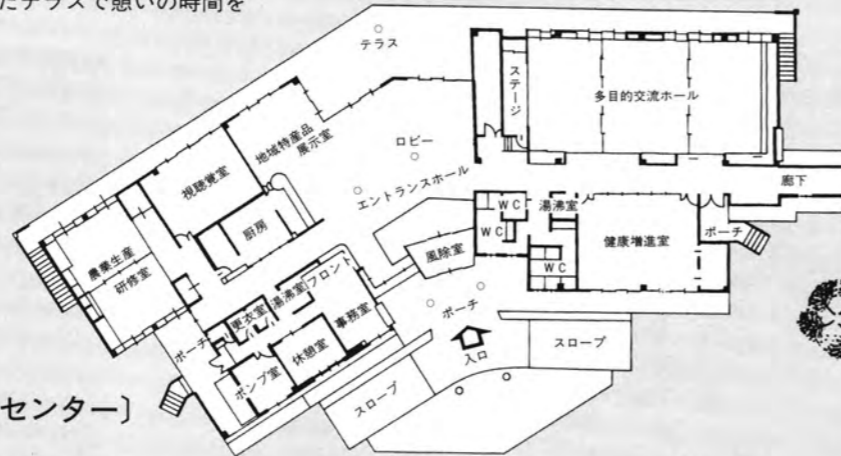 たテラスで憩いの時間を
テラス
ステージ
多目的交流ホール
地域特産品
展示室
ロビー
視聴覚室
エントランスホール
廊下
WC
湯沸室
WC
ポーチ
厨房
健康増進室
農業生産
研修室
風除室
WC
フロント
湯沸室
更衣室
事務室
ポーチ
ポーチ
休憩室
ポンプ室
入口
スロープ
スロープ
センター〕